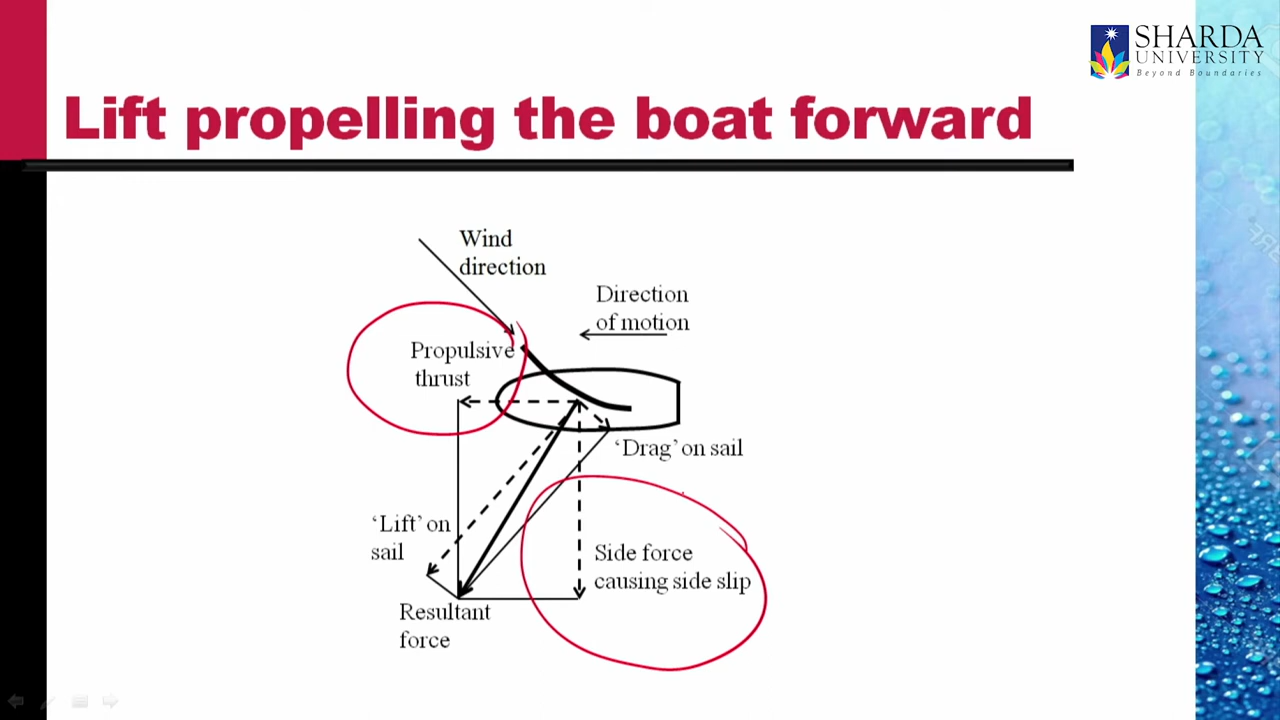 SHARDA
UNIVERSITY
Beyond Boundaries
Lift propelling the boat forward
Wind
direction
Direction
of motion
Propulsive
thrust
‘Drag’ on sail
‘Lift’ on
sail
Side force
causing side slip
Resultant
force